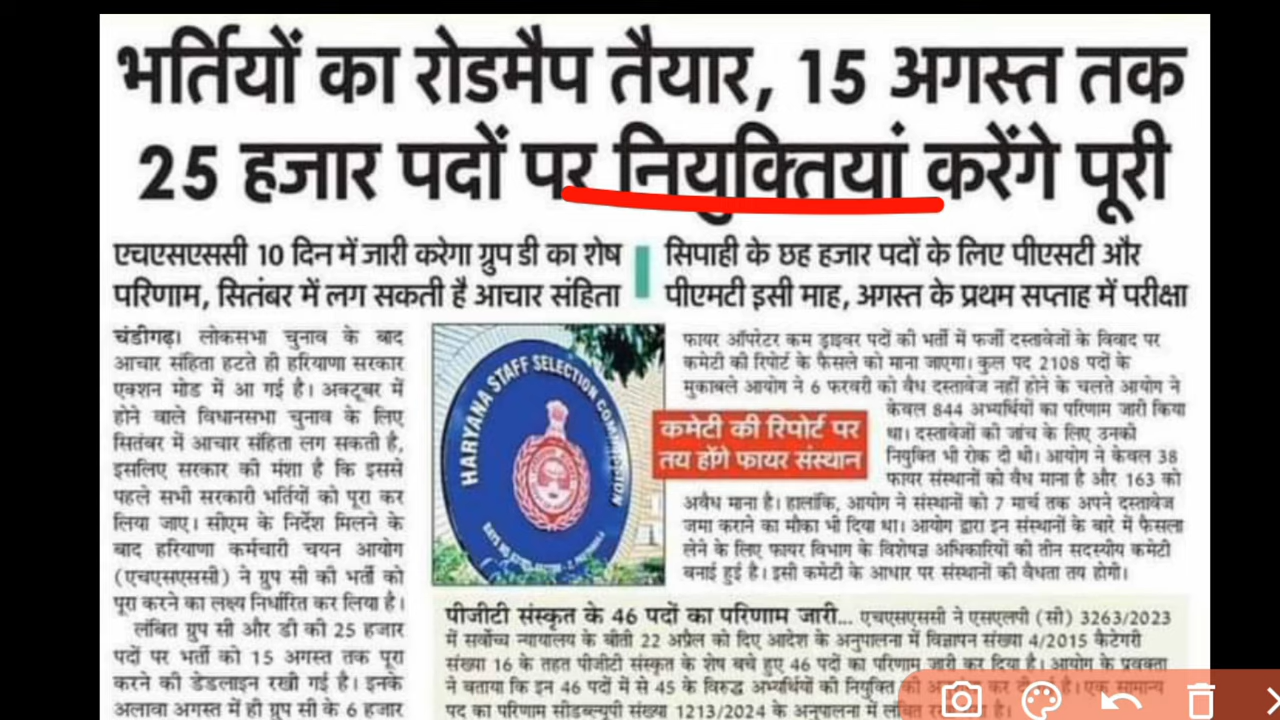 भर्तियों का रोडमैप तैयार, 15 अगस्त तक
25 हजार पदों पर नियुक्तियां करेंगे पूरी
एचएसएससी 10 दिन में जारी करेगा ग्रुप डी का शेष
परिणाम, सितंबर में लग सकती है आचार संहिता
सिपाही के छह हजार पदों के लिए पीएसटी और
पीएमटी इसी माह, अगस्त के प्रथम सप्ताह में परीक्षा
चंडीगढ़। लोकसभा चुनाव के बाद
आचार संहिता हटते ही हरियाणा सरकार
एक्शन मोड में आ गई है। अक्टूबर में
होने वाले विधानसभा चुनाव के लिए
सितंबर में आचार संहिता लग सकती है,
इसलिए सरकार की मंशा है कि इससे
पहले सभी सरकारी भर्तियों को पूरा कर
लिया जाए। सीएम के निर्देश मिलने के
बाद हरियाणा कर्मचारी चयन आयोग
(एचएसएससी) ने ग्रुप सी की भर्ती को
पूरा करने का लक्ष्य निर्धारित कर लिया है।
लंबित ग्रुप सी और डी की 25 हजार
पदों पर भर्ती को 15 अगस्त तक पूरा
करने की डेडलाइन रखी गई है। इनके
अलावा अगस्त में ही ग्रुप सी के 6 हजार
HARYANA STAFF SELECTION COMMISSION
फायर ऑपरेटर कम ड्राइवर पदों की भर्ती में फर्जी दस्तावेजों के विवाद पर
कमेटी की रिपोर्ट के फैसले को माना जाएगा। कुल पद 2108 पदों के
मुकाबले आयोग ने 6 फरवरी को वैध दस्तावेज नहीं होने के चलते आयोग ने
केवल 844 अभ्यर्थियों का परिणाम जारी किया
था। दस्तावेजों की जांच के लिए उनकी
नियुक्ति भी रोक दी थी। आयोग ने केवल 38
फायर संस्थानों को वैध माना है और 163 को
कमेटी की रिपोर्ट पर
तय होंगे फायर संस्थान
अवैध माना है। हालांकि, आयोग ने संस्थानों को 7 मार्च तक अपने दस्तावेज
जमा कराने का मौका भी दिया था। आयोग द्वारा इन संस्थानों के बारे में फैसला
लेने के लिए फायर विभाग के विशेषज्ञ अधिकारियों की तीन सदस्यीय कमेटी
बनाई हुई है। इसी कमेटी के आधार पर संस्थानों की वैधता तय होगी।
पीजीटी संस्कृत के 46 पदों का परिणाम जारी... एचएसएससी ने एसएलपी (सी) 3263/2023
में सर्वोच्च न्यायालय के बीती 22 अप्रैल को दिए आदेश के अनुपालना में विज्ञापन संख्या 4/2015 कैटेगरी
संख्या 16 के तहत पीजीटी संस्कृत के शेष बचे हुए 46 पदों का परिणाम जारी कर दिया है। आयोग के प्रवक्ता
ने बताया कि इन 46 पदों में से 45 के विरुद्ध अभ्यर्थियों की नियुक्ति की कर दी है। एक सामान्य
पद का परिणाम सीडब्ल्यूपी संख्या 1213/2024 के अनुपालना में है।